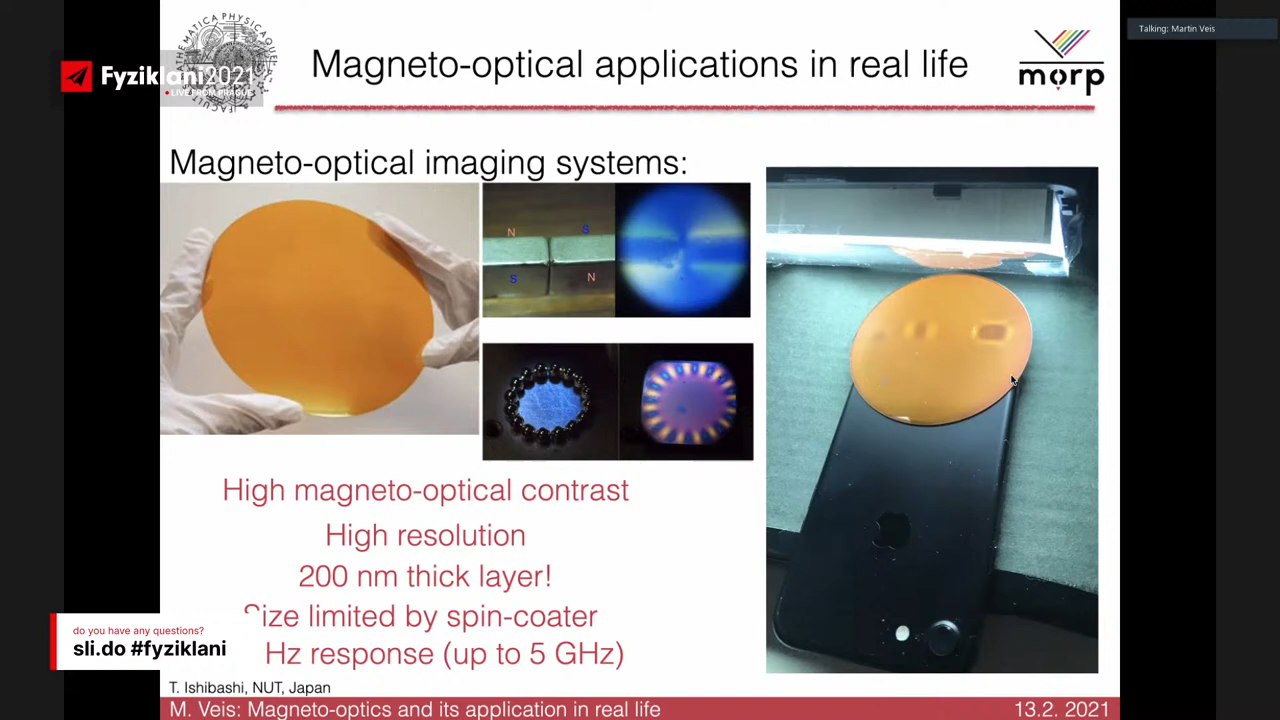 Talking: Martin Veis
Magneto-optical applications in real life
morp
Fyziklani2021
LIVE FROM PRAGUE
Magneto-optical imaging systems:
N S
S N
High magneto-optical contrast
High resolution
200 nm thick layer!
ize limited by spin-coater
do you have any questions?
sli.do #fyziklani
Hz response (up to 5 GHz)
T. Ishibashi, NUT, Japan
M. Veis: Magneto-optics and its application in real life
13.2. 2021